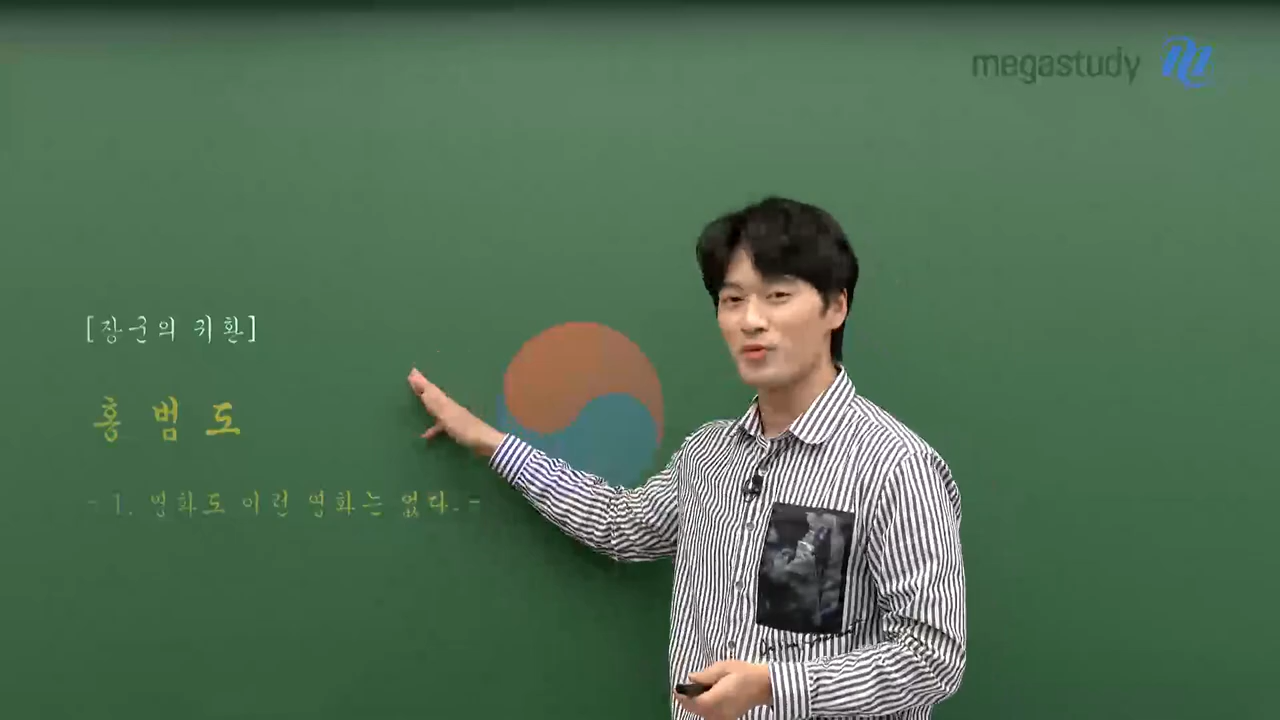 megastudy
[장군의 귀환]
홍범도
- 1. 영화도 이런 영화는 없다. -